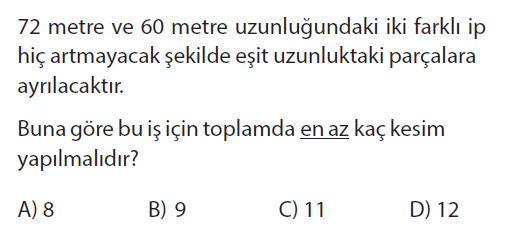 72 metre ve 60 metre uzunluğundaki iki farklı ip
hiç artmayacak şekilde eşit uzunluktaki parçalara
ayrılacaktır.
Buna göre bu iş için toplamda en az kaç kesim
yapılmalıdır?
A) 8 B) 9 C) 11 D) 12